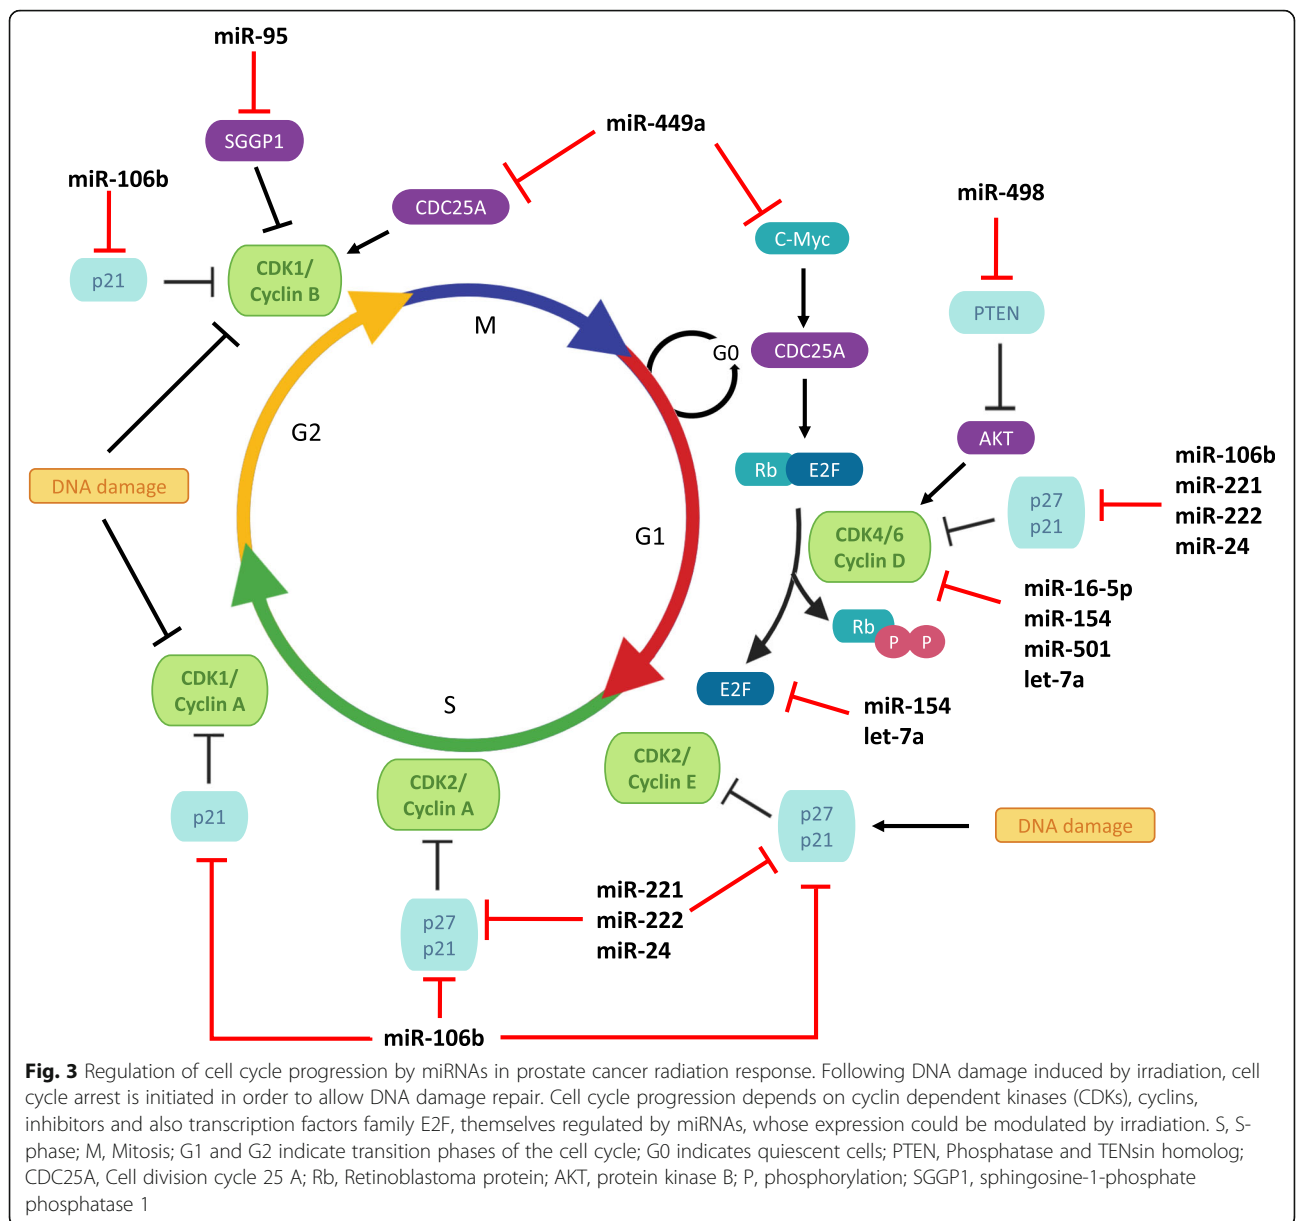 miR-95
SGGP1
miR-449a
miR-106b
CDC25A
miR-498
C-Myc
p21
CDK1/
Cyclin B
PTEN
M
G0
CDC25A
G2
AKT
miR-106b
miR-221
miR-222
miR-24
Rb
E2F
DNA damage
p27
p21
G1
CDK4/6
Cyclin D
miR-16-5p
miR-154
miR-501
let-7a
Rb
P
P
CDK1/
Cyclin A
E2F
S
miR-154
let-7a
CDK2/
Cyclin E
CDK2/
Cyclin A
p21
p27
p21
DNA damage
miR-221
miR-222
miR-24
p27
p21
miR-106b
Fig. 3 Regulation of cell cycle progression by miRNAs in prostate cancer radiation response. Following DNA damage induced by irradiation, cell
cycle arrest is initiated in order to allow DNA damage repair. Cell cycle progression depends on cyclin dependent kinases (CDKs), cyclins,
inhibitors and also transcription factors family E2F, themselves regulated by miRNAs, whose expression could be modulated by irradiation. S, S-
phase; M, Mitosis; G1 and G2 indicate transition phases of the cell cycle; G0 indicates quiescent cells; PTEN, Phosphatase and TENsin homolog;
CDC25A, Cell division cycle 25 A; Rb, Retinoblastoma protein; AKT, protein kinase B; P, phosphorylation; SGGP1, sphingosine-1-phosphate
phosphatase 1